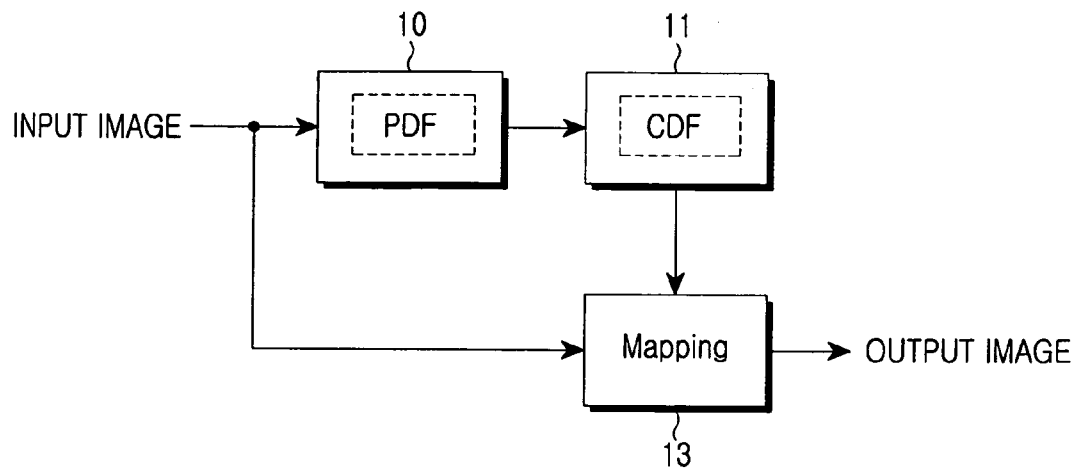 10
11
INPUT IMAGE
PDF
CDF
Mapping
OUTPUT IMAGE
13